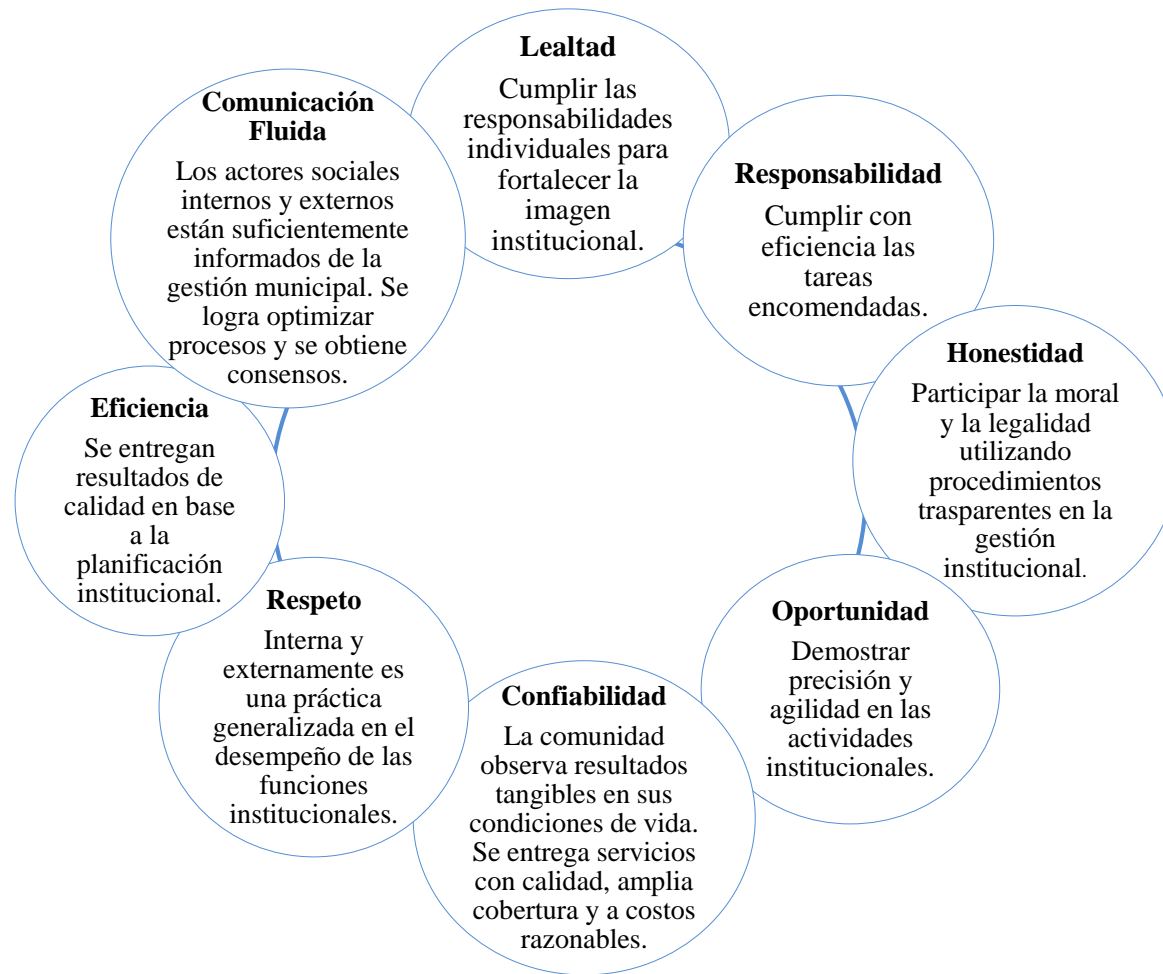 Lealtad
Cumplir las
responsabilidades
individuales para
fortalecer la
imagen
institucional.
Responsabilidad
Cumplir con
eficiencia las
tareas
encomendadas.
Honestidad
Participar la moral
y la legalidad
utilizando
procedimientos
trasparentes en la
gestión
institucional.
Oportunidad
Demostrar
precisión y
agilidad en las
actividades
institucionales.
Confiabilidad
La comunidad
observa resultados
tangibles en sus
condiciones de vida.
Se entrega servicios
con calidad, amplia
cobertura y a costos
razonables.
Respeto
Interna y
externamente es
una práctica
generalizada en el
desempeño de las
funciones
institucionales.
Eficiencia
Se entregan
resultados de
calidad en base
a la
planificación
institucional.
Comunicación
Fluida
Los actores sociales
internos y externos
están suficientemente
informados de la
gestión municipal. Se
logra optimizar
procesos y se obtiene
consensos.